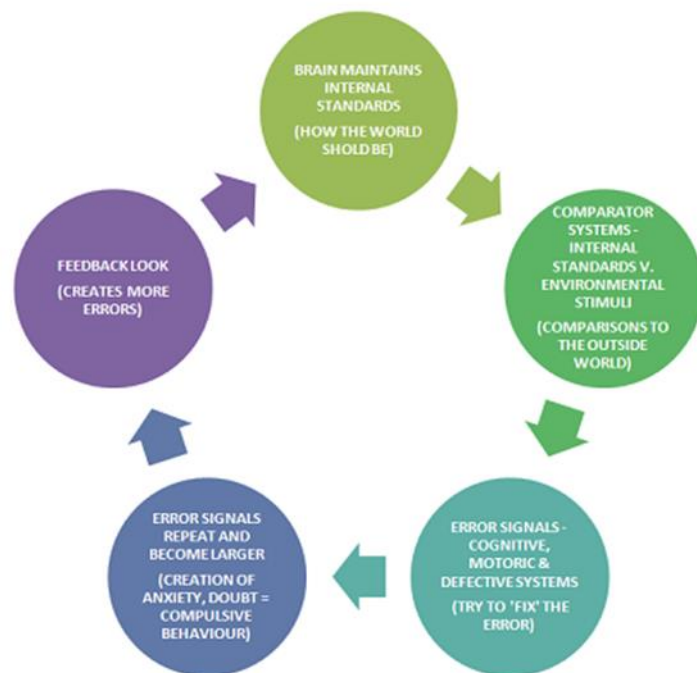 BRAIN MAINTAINS
INTERNAL
STANDARDS
(HOW THE WORLD
SHOLD BE)
COMPARATOR
SYSTEMS -
INTERNAL
STANDARDS V.
ENVIRONMENTAL
STIMULI
(COMPARISONS TO
THE OUTSIDE
WORLD)
ERROR SIGNALS -
COGNITIVE,
MOTORIC &
DEFECTIVE SYSTEMS
(TRY TO 'FIX' THE
ERROR)
ERROR SIGNALS
REPEAT AND
BECOME LARGER
(CREATION OF
ANXIETY, DOUBT =
COMPULSIVE
BEHAVIOUR)
FEEDBACK LOOK
(CREATES MORE
ERRORS)